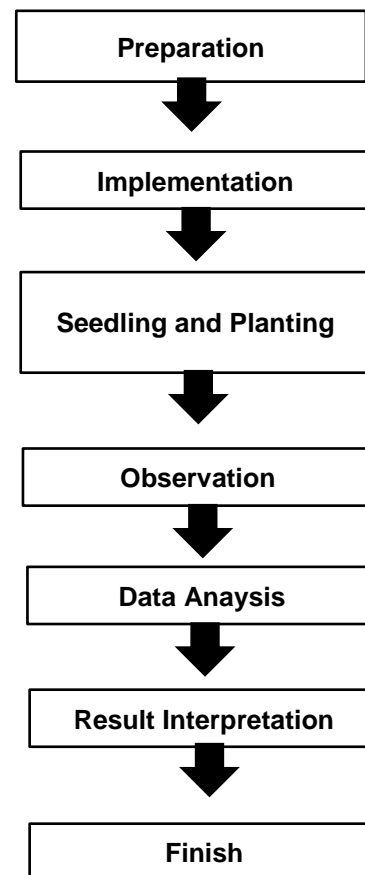 Preparation
Implementation
Seedling and Planting
Observation
Data Anaysis
Result Interpretation
Finish